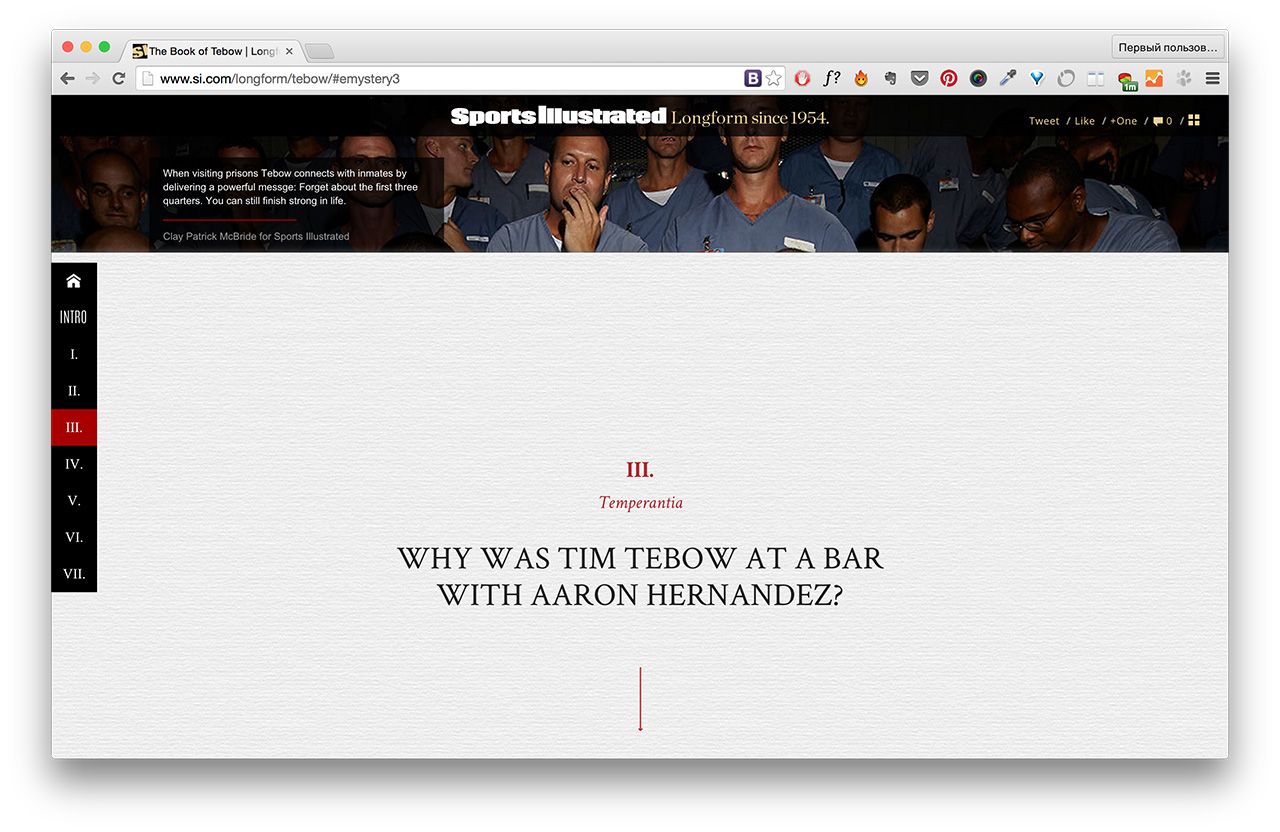 The Book of Tebow | Longf
Первый пользов…
www.si.com/longform/tebow/#emystery3
B
f?
1m
Sports Illustrated Longform since 1954.
Tweet / Like / +One / 0 /
When visiting prisons Tebow connects with inmates by
delivering a powerful messge: Forget about the first three
quarters. You can still finish strong in life.
Clay Patrick McBride for Sports Illustrated
INTRO
I.
II.
III.
IV.
V.
VI.
VII.
III.
Temperantia
WHY WAS TIM TEBOW AT A BAR
WITH AARON HERNANDEZ?